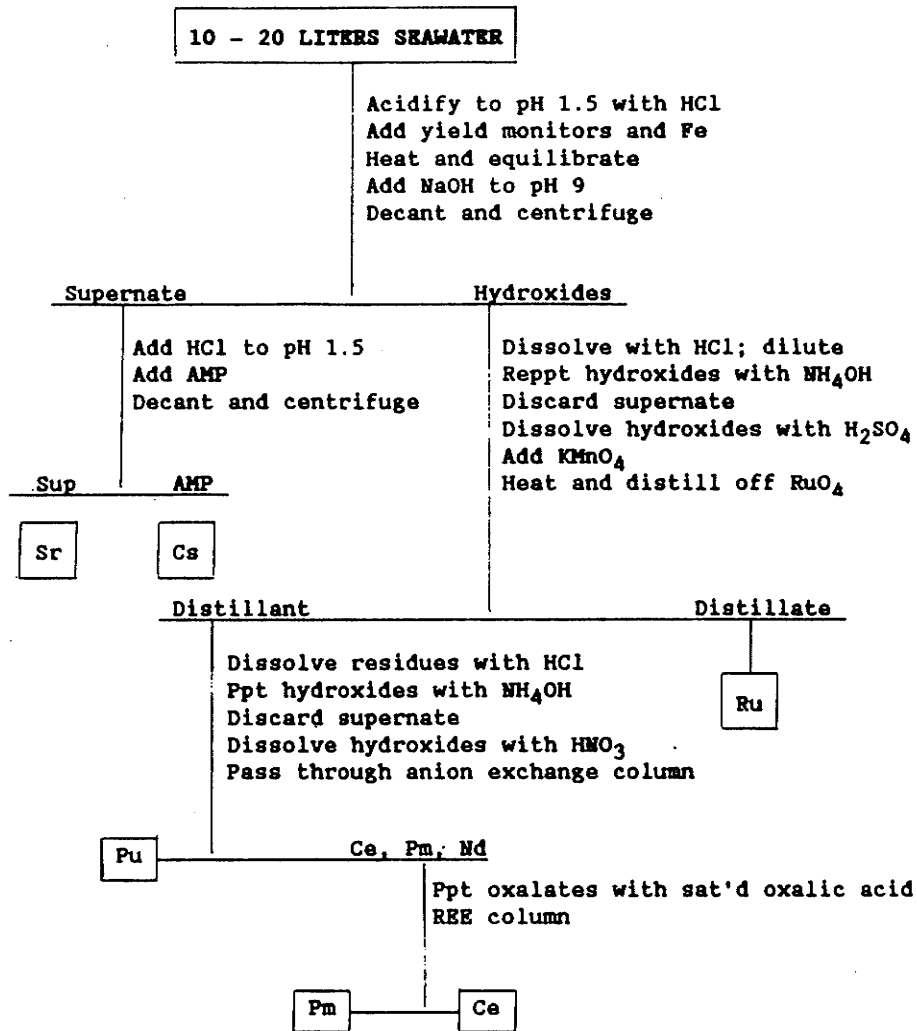 10 - 20 LITERS SEAWATER
Acidify to pH 1.5 with HCl
Add yield monitors and Fe
Heat and equilibrate
Add NaOH to pH 9
Decant and centrifuge
Supernate
Hydroxides
Add HCl to pH 1.5
Add AMP
Decant and centrifuge
Dissolve with HCl; dilute
Reppt hydroxides with NH₄OH
Discard supernate
Dissolve hydroxides with H₂SO₄
Add KMnO₄
Heat and distill off RuO₄
Sup
AMP
Sr
Cs
Distillant
Distillate
Dissolve residues with HCl
Ppt hydroxides with NH₄OH
Discard supernate
Dissolve hydroxides with HNO₃
Pass through anion exchange column
Ru
Pu
Ce, Pm, Nd
Ppt oxalates with sat'd oxalic acid
REE column
Pm
Ce